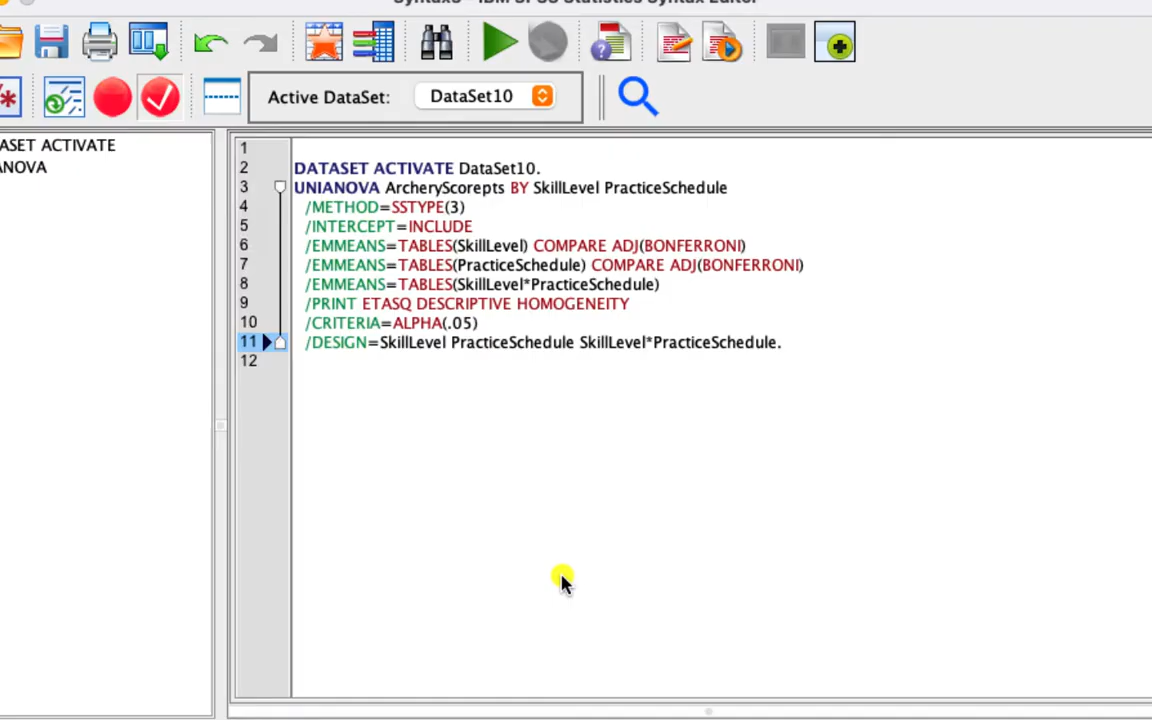 Active DataSet: DataSet10
ASET ACTIVATE
ANOVA
1
2 DATASET ACTIVATE DataSet10.
3 UNIANOVA ArcheryScorepts BY SkillLevel PracticeSchedule
4 /METHOD=SSTYPE(3)
5 /INTERCEPT=INCLUDE
6 /EMMEANS=TABLES(SkillLevel) COMPARE ADJ(BONFERRONI)
7 /EMMEANS=TABLES(PracticeSchedule) COMPARE ADJ(BONFERRONI)
8 /EMMEANS=TABLES(SkillLevel*PracticeSchedule)
9 /PRINT ETASQ DESCRIPTIVE HOMOGENEITY
10 /CRITERIA=ALPHA(.05)
11 /DESIGN=SkillLevel PracticeSchedule SkillLevel*PracticeSchedule.
12